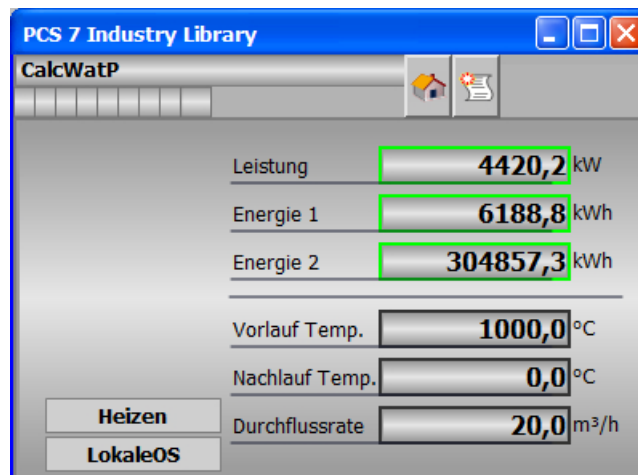 PCS 7 Industry Library
CalcWatP
Leistung 4420,2 kW
Energie 1 6188,8 kWh
Energie 2 304857,3 kWh
Vorlauf Temp. 1000,0 °C
Nachlauf Temp. 0,0 °C
Heizen
Durchflussrate 20,0 m³/h
LokaleOS